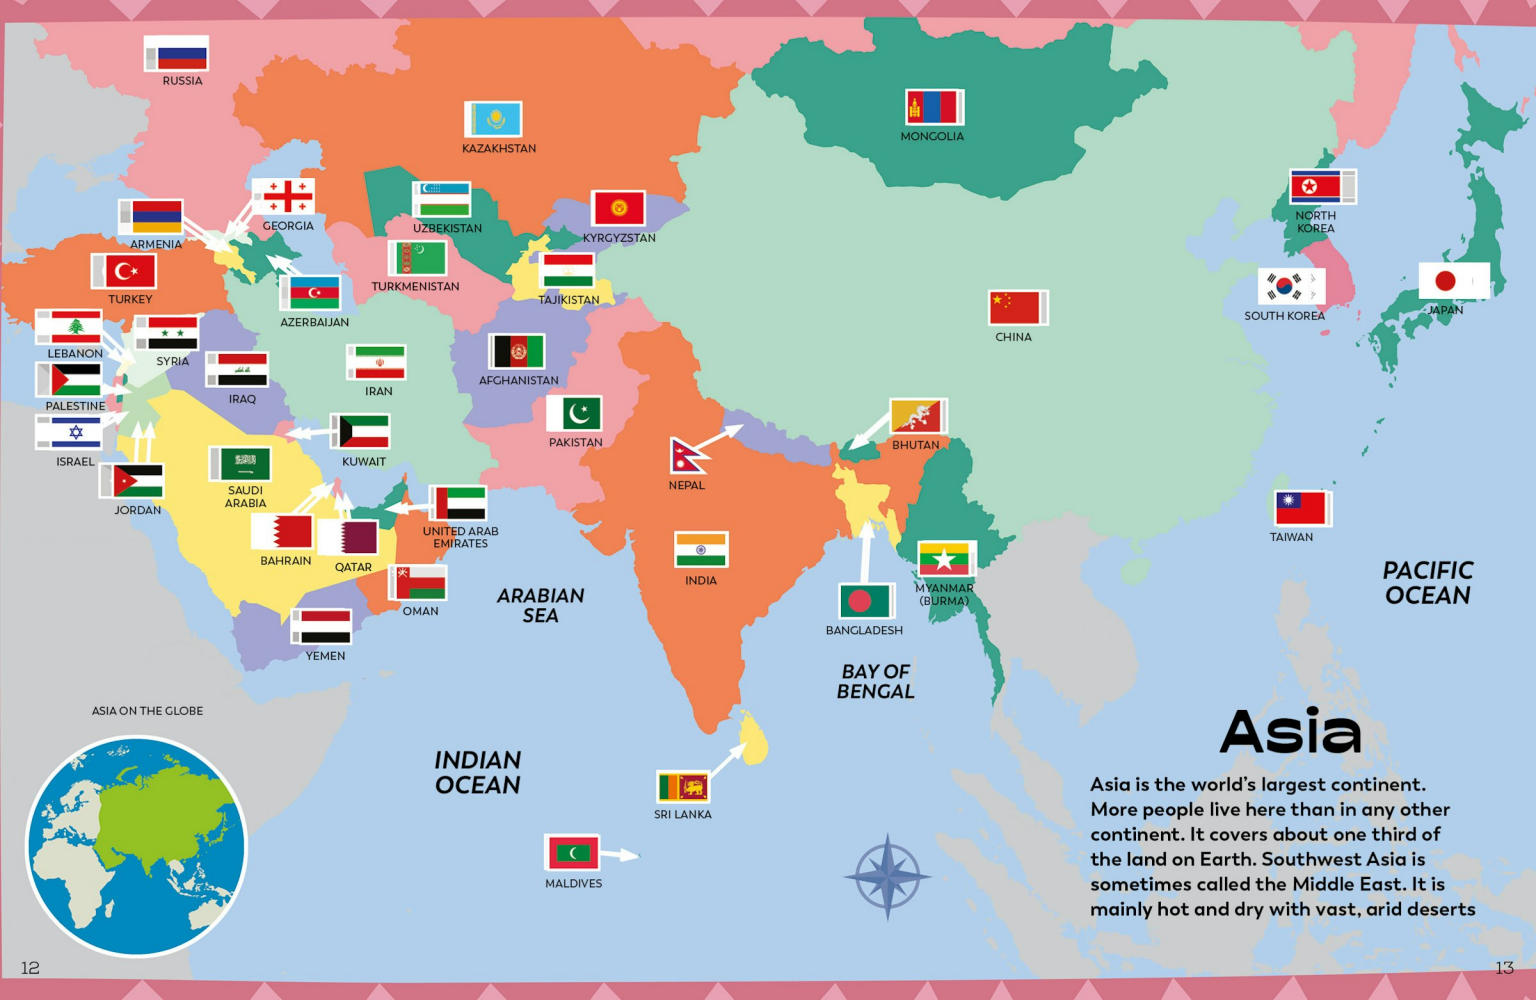 RUSSIA
KAZAKHSTAN
MONGOLIA
GEORGIA
ARMENIA
UZBEKISTAN
KYRGYZSTAN
NORTH
KOREA
TURKEY
AZERBAIJAN
TURKMENISTAN
TAJIKISTAN
CHINA
SOUTH KOREA
JAPAN
LEBANON
SYRIA
PALESTINE
IRAQ
IRAN
AFGHANISTAN
ISRAEL
KUWAIT
PAKISTAN
BHUTAN
JORDAN
SAUDI
ARABIA
NEPAL
BAHRAIN
QATAR
UNITED ARAB
EMIRATES
TAIWAN
OMAN
INDIA
MYANMAR
(BURMA)
YEMEN
BANGLADESH
ARABIAN
SEA
PACIFIC
OCEAN
BAY OF
BENGAL
ASIA ON THE GLOBE
INDIAN
OCEAN
SRI LANKA
MALDIVES
Asia
Asia is the world's largest continent.
More people live here than in any other
continent. It covers about one third of
the land on Earth. Southwest Asia is
sometimes called the Middle East. It is
mainly hot and dry with vast, arid deserts
12
13